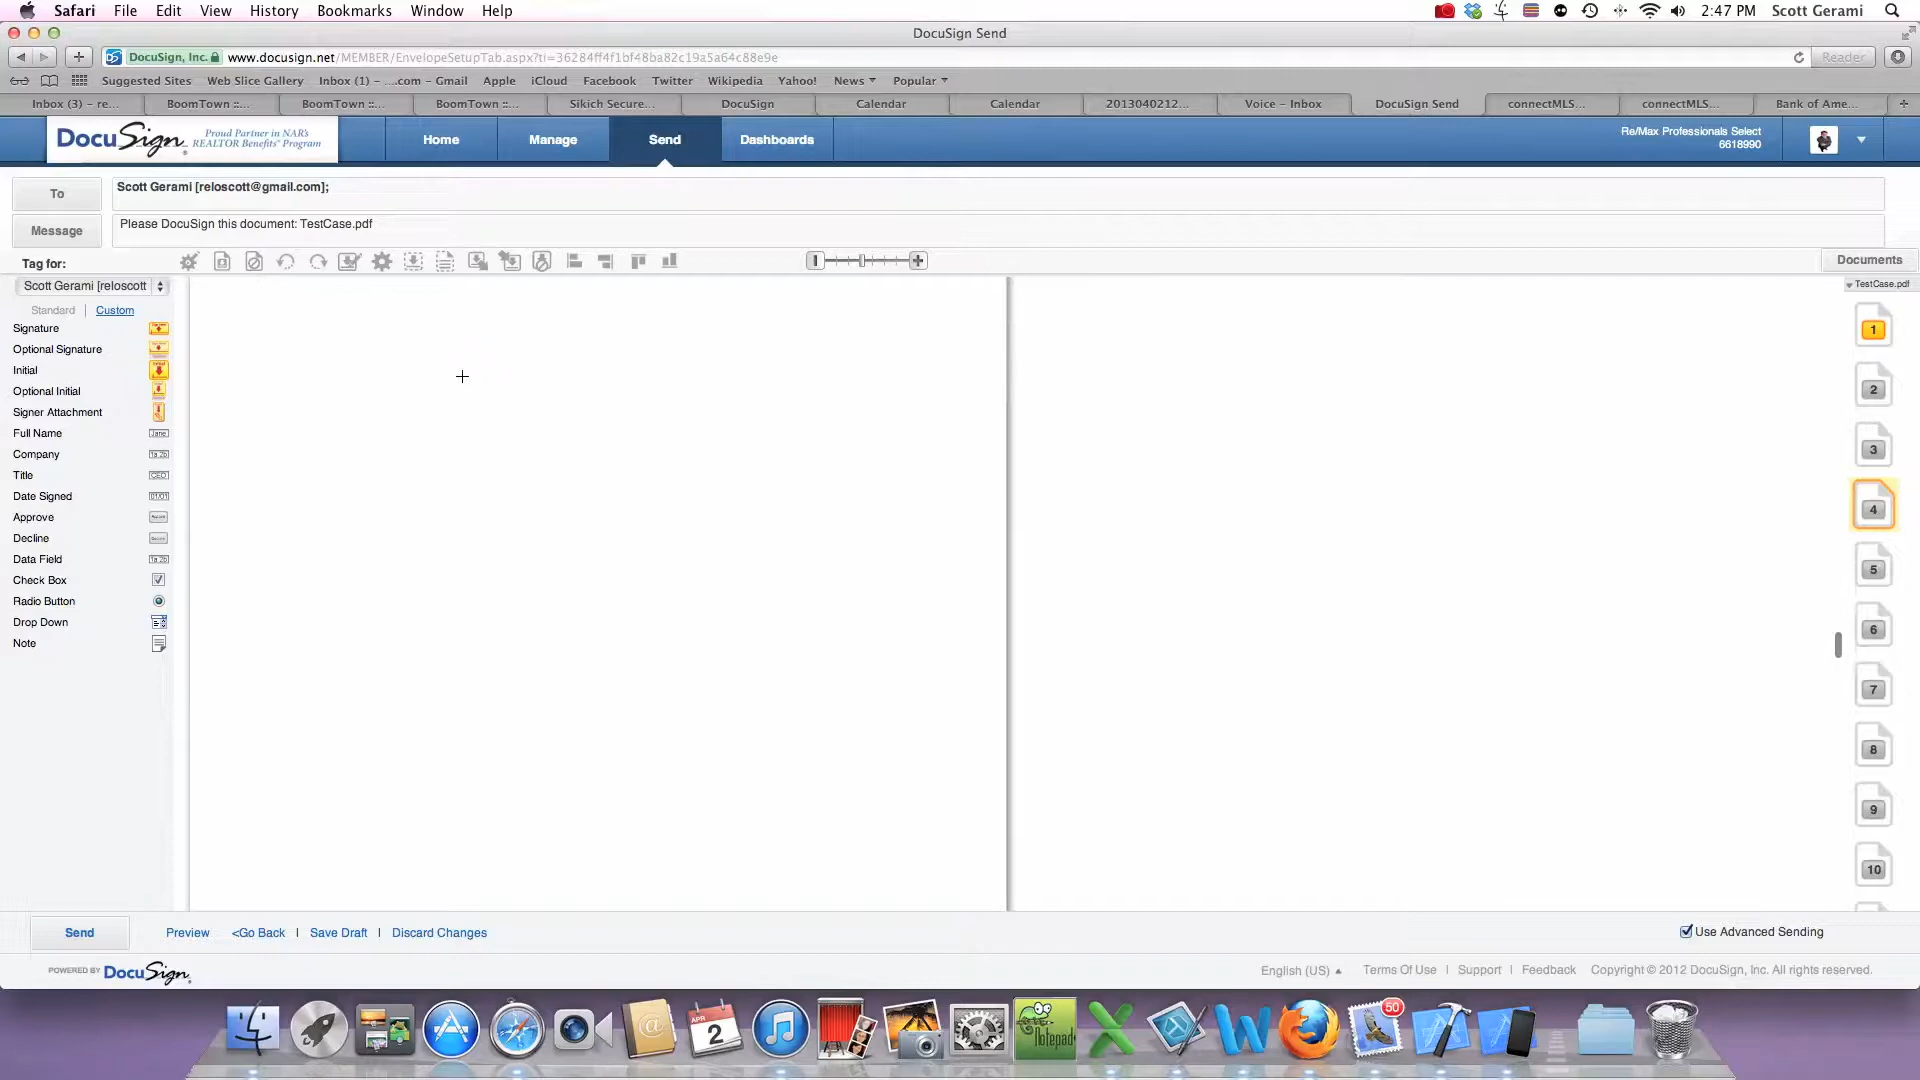 Safari File Edit View History Bookmarks Window Help 2:47 PM Scott Gerami
DocuSign Send
DocuSign, Inc. www.docusign.net/MEMBER/EnvelopeSetupTab.aspx?ti=36284ff4f1bf48ba82c19a5a64c88e9e Reader
Suggested Sites Web Slice Gallery Inbox (1) – ....com – Gmail Apple iCloud Facebook Twitter Wikipedia Yahoo! News Popular
Inbox (3) – re... BoomTown ::... BoomTown ::... BoomTown ::... Sikich Secure... DocuSign Calendar Calendar 2013040212... Voice – Inbox DocuSign Send connectMLS... connectMLS... Bank of Ame...
DocuSign Proud Partner in NAR's
REALTOR Benefits® Program
Home Manage Send Dashboards
Re/Max Professionals Select
6618990
To Scott Gerami [reloscott@gmail.com];
Message Please DocuSign this document: TestCase.pdf
Tag for: Documents
Scott Gerami [reloscott TestCase.pdf
Standard | Custom
Signature
Optional Signature
Initial
Optional Initial
Signer Attachment
Full Name
Company
Title
Date Signed
Approve
Decline
Data Field
Check Box
Radio Button
Drop Down
Note
1
2
3
4
5
6
7
8
9
10
Send Preview <Go Back | Save Draft | Discard Changes Use Advanced Sending
POWERED BY DocuSign English (US) Terms Of Use | Support | Feedback Copyright © 2012 DocuSign, Inc. All rights reserved.
APR
2
Notepad
50